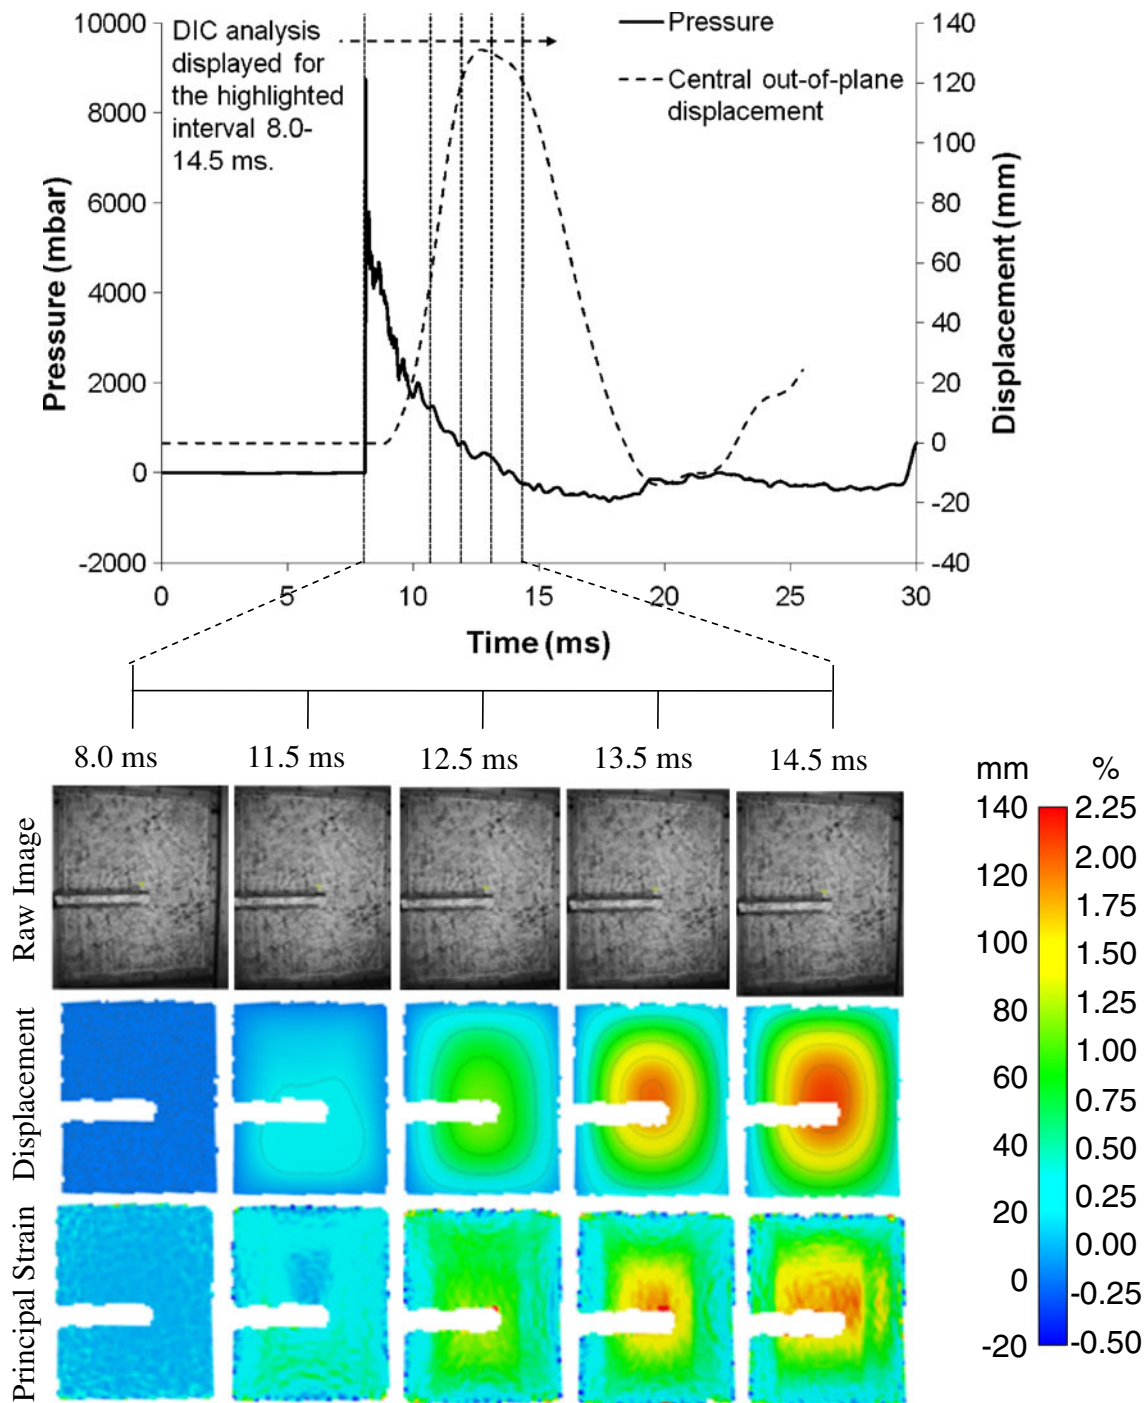 DIC analysis
displayed for
the highlighted
interval 8.0-
14.5 ms.
Pressure
Central out-of-plane
displacement
Pressure (mbar)
10000
8000
6000
4000
2000
0
-2000
Displacement (mm)
140
120
100
80
60
40
20
0
-20
-40
0 5 10 15 20 25 30
Time (ms)
8.0 ms 11.5 ms 12.5 ms 13.5 ms 14.5 ms
Raw Image
Displacement
Principal Strain
mm %
140 2.25
2.00
120
1.75
100 1.50
80 1.25
1.00
60
0.75
40 0.50
20 0.25
0.00
0
-0.25
-20 -0.50